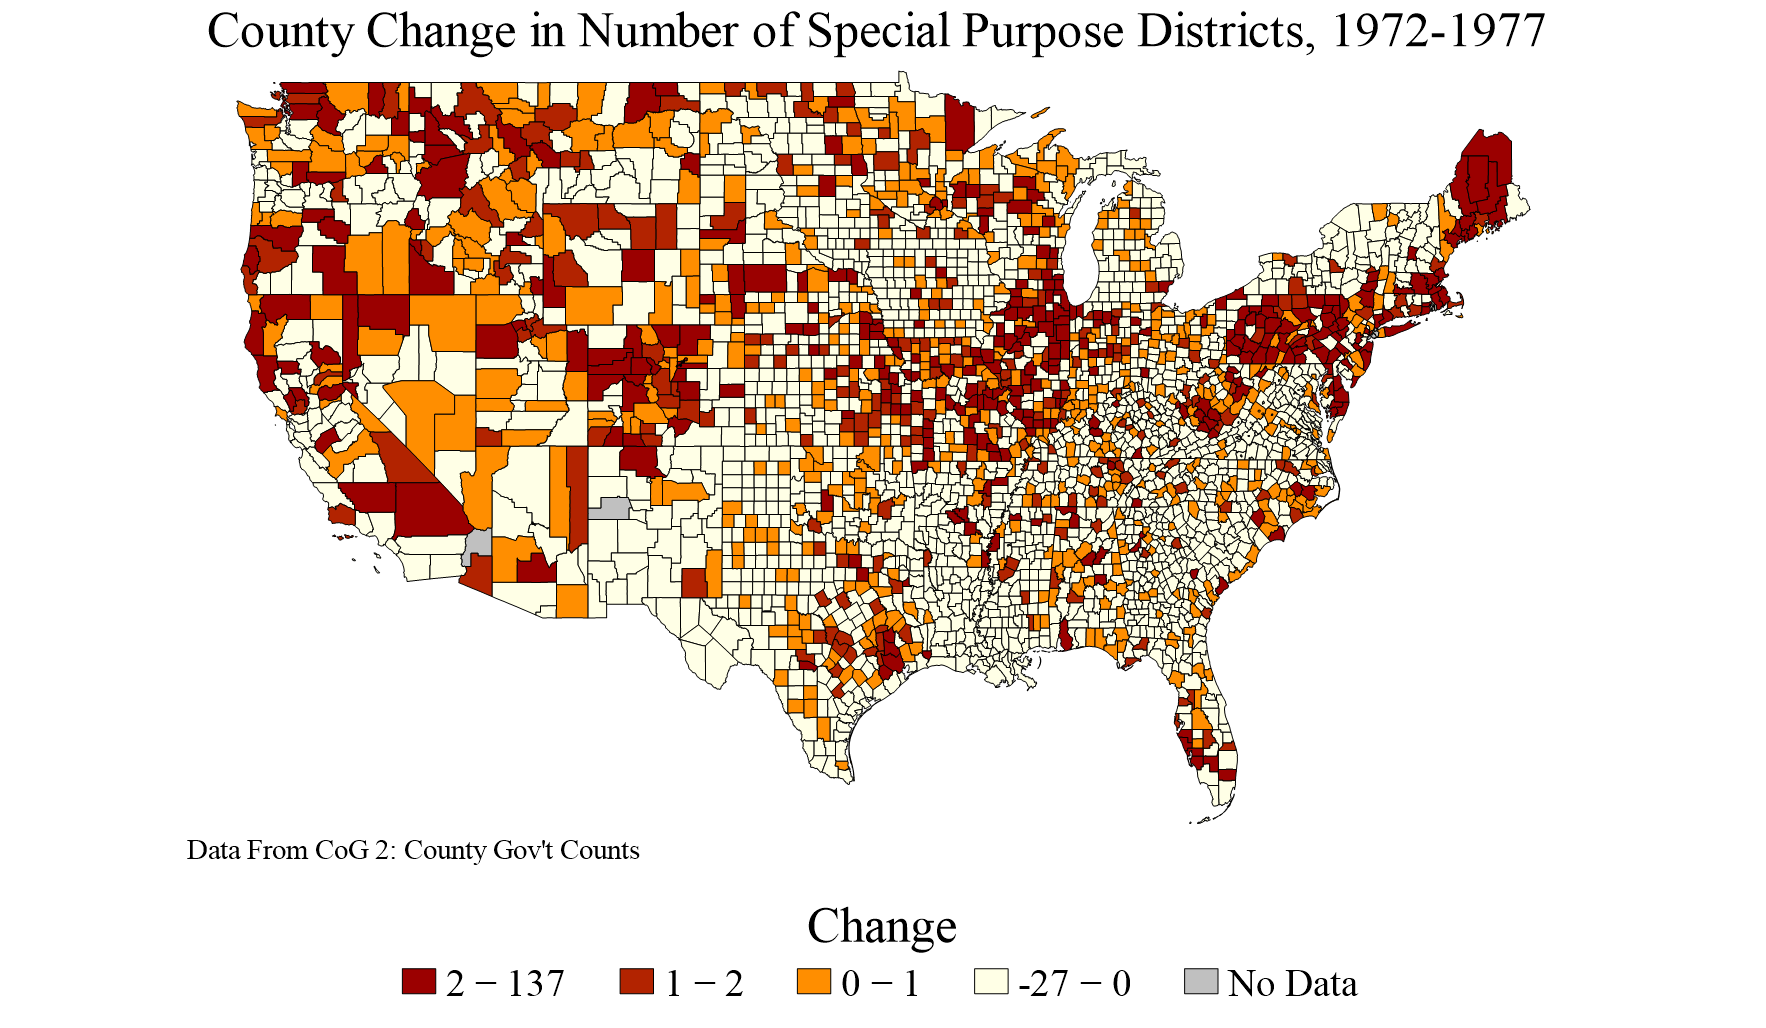 County Change in Number of Special Purpose Districts, 1972-1977
Data From CoG 2: County Gov't Counts
Change
2 − 137
1 − 2
0 − 1
-27 − 0
No Data